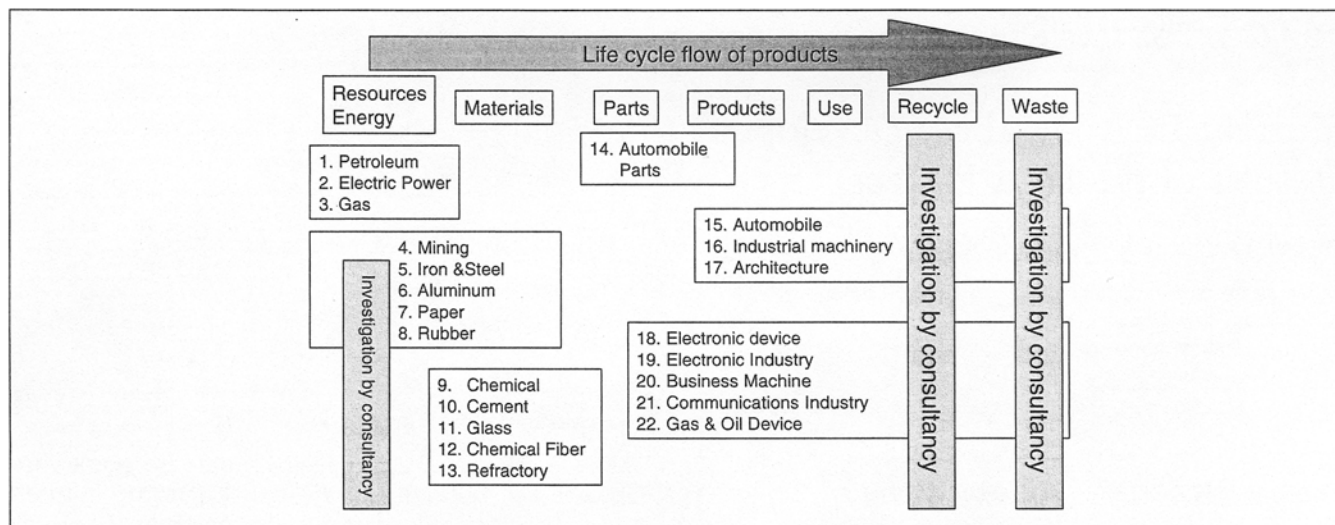 Life cycle flow of products
Resources
Energy
Materials
Parts
Products
Use
Recycle
Waste
1. Petroleum
2. Electric Power
3. Gas
14. Automobile
Parts
4. Mining
5. Iron &Steel
6. Aluminum
7. Paper
8. Rubber
Investigation by consultancy
9. Chemical
10. Cement
11. Glass
12. Chemical Fiber
13. Refractory
15. Automobile
16. Industrial machinery
17. Architecture
18. Electronic device
19. Electronic Industry
20. Business Machine
21. Communications Industry
22. Gas & Oil Device
Investigation by consultancy
Investigation by consultancy